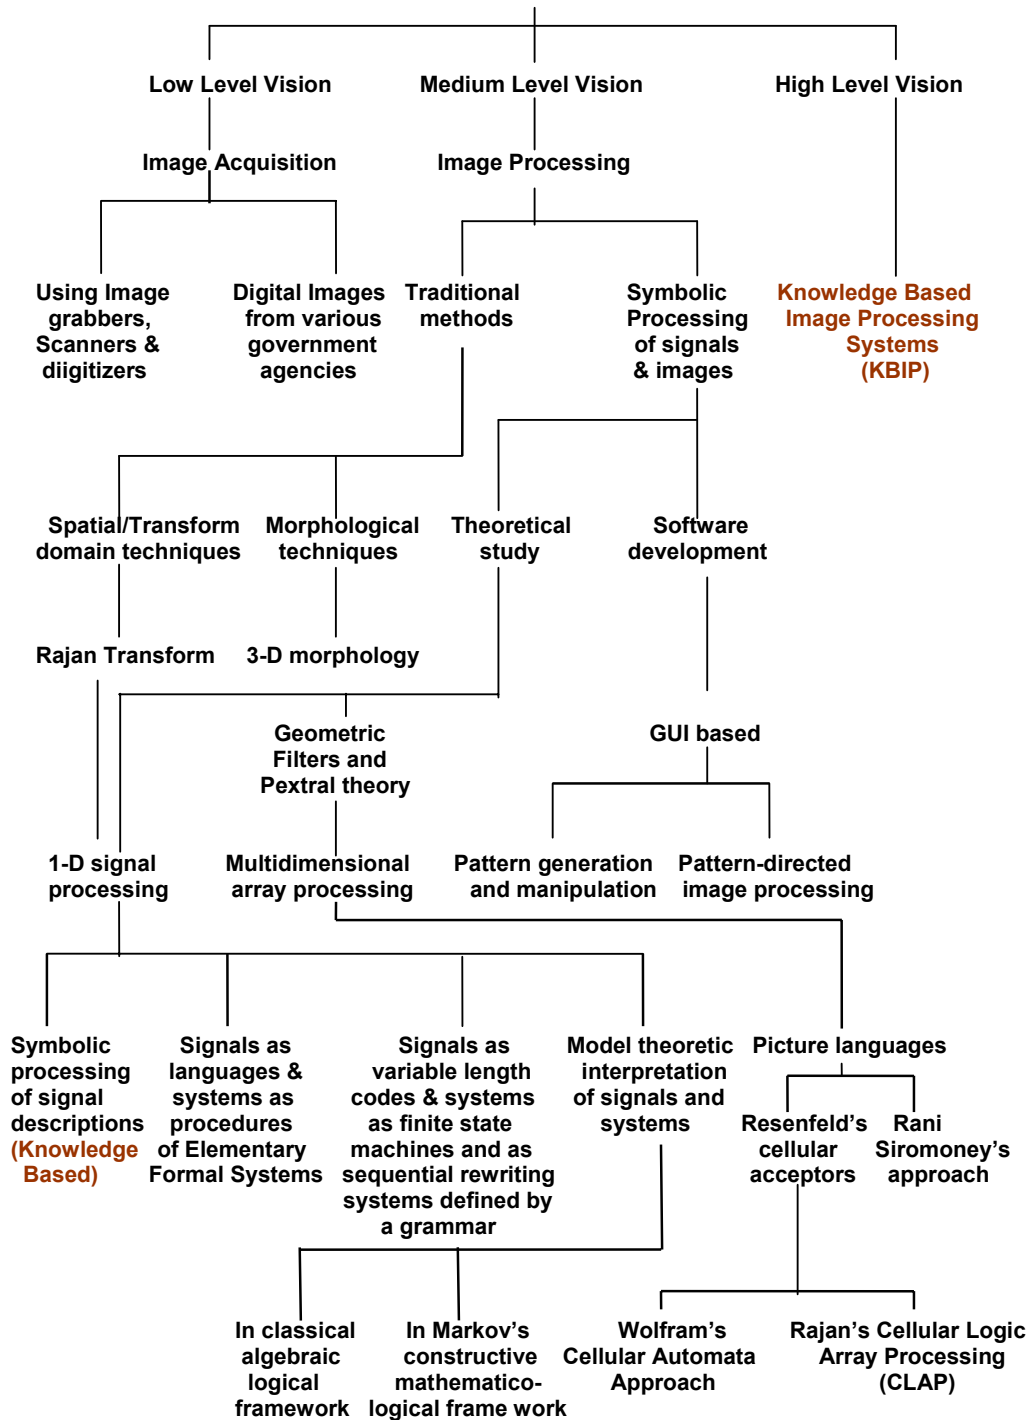 Low Level Vision
Medium Level Vision
High Level Vision
Image Acquisition
Image Processing
Using Image
grabbers,
Scanners &
diigitizers
Digital Images
from various
government
agencies
Traditional
methods
Symbolic
Processing
of signals
& images
Knowledge Based
Image Processing
Systems
(KBIP)
Spatial/Transform
domain techniques
Morphological
techniques
Theoretical
study
Software
development
Rajan Transform
3-D morphology
Geometric
Filters and
Pextral theory
GUI based
1-D signal
processing
Multidimensional
array processing
Pattern generation
and manipulation
Pattern-directed
image processing
Symbolic
processing
of signal
descriptions
(Knowledge
Based)
Signals as
languages &
systems as
procedures
of Elementary
Formal Systems
Signals as
variable length
codes & systems
as finite state
machines and as
sequential rewriting
systems defined by
a grammar
Model theoretic
interpretation
of signals and
systems
Picture languages
Resenfeld's
cellular
acceptors
Rani
Siromoney's
approach
In classical
algebraic
logical
framework
In Markov's
constructive
mathematico-
logical frame work
Wolfram's
Cellular Automata
Approach
Rajan's Cellular Logic
Array Processing
(CLAP)